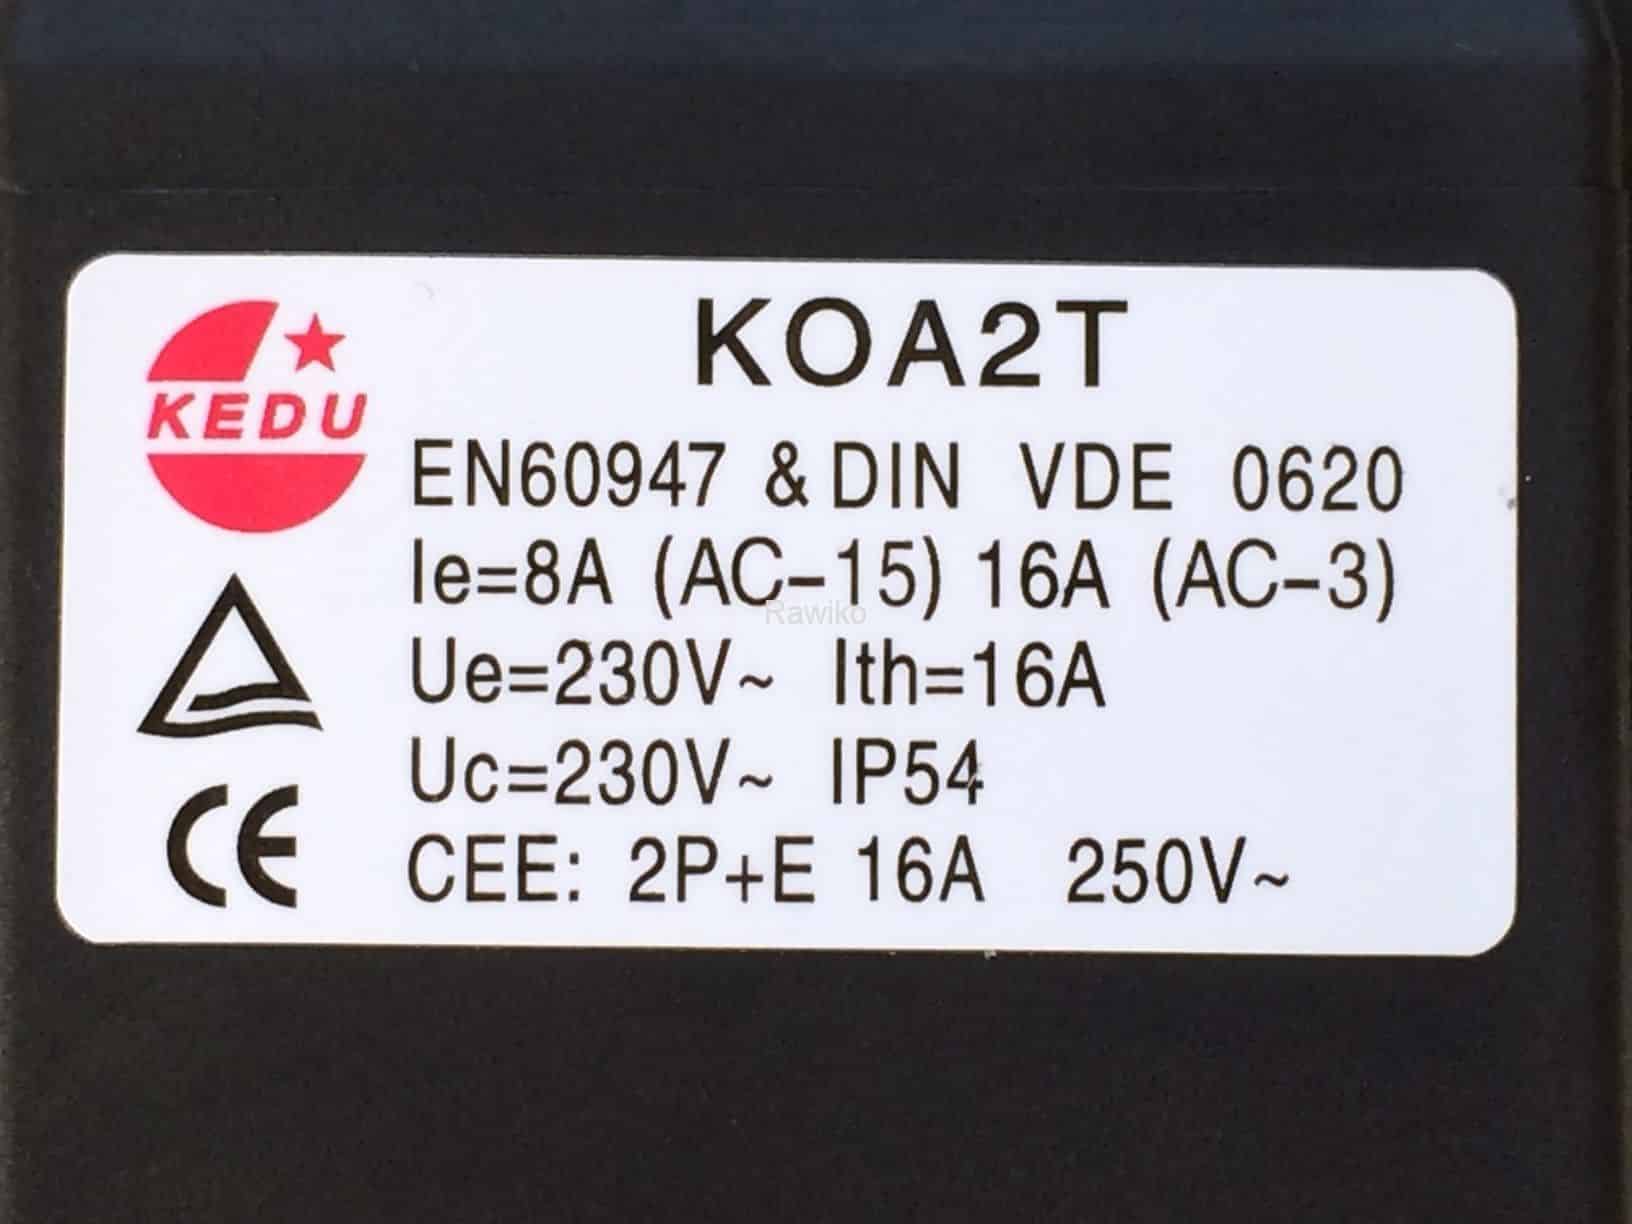 KOA2T
KEDU
EN60947 & DIN VDE 0620
Ie=8A (AC-15) 16A (AC-3)
Rawiko
Ue=230V~ Ith=16A
Uc=230V~ IP54
CE
CEE: 2P+E 16A 250V~